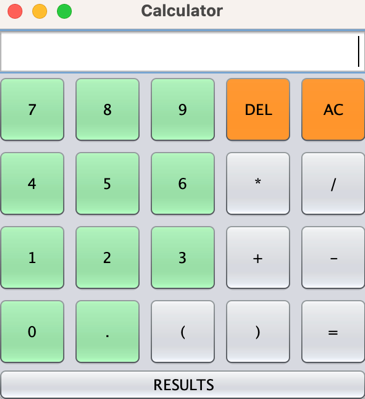 Calculator
7 8 9 DEL AC
4 5 6 * /
1 2 3 + -
0 . ( ) =
RESULTS